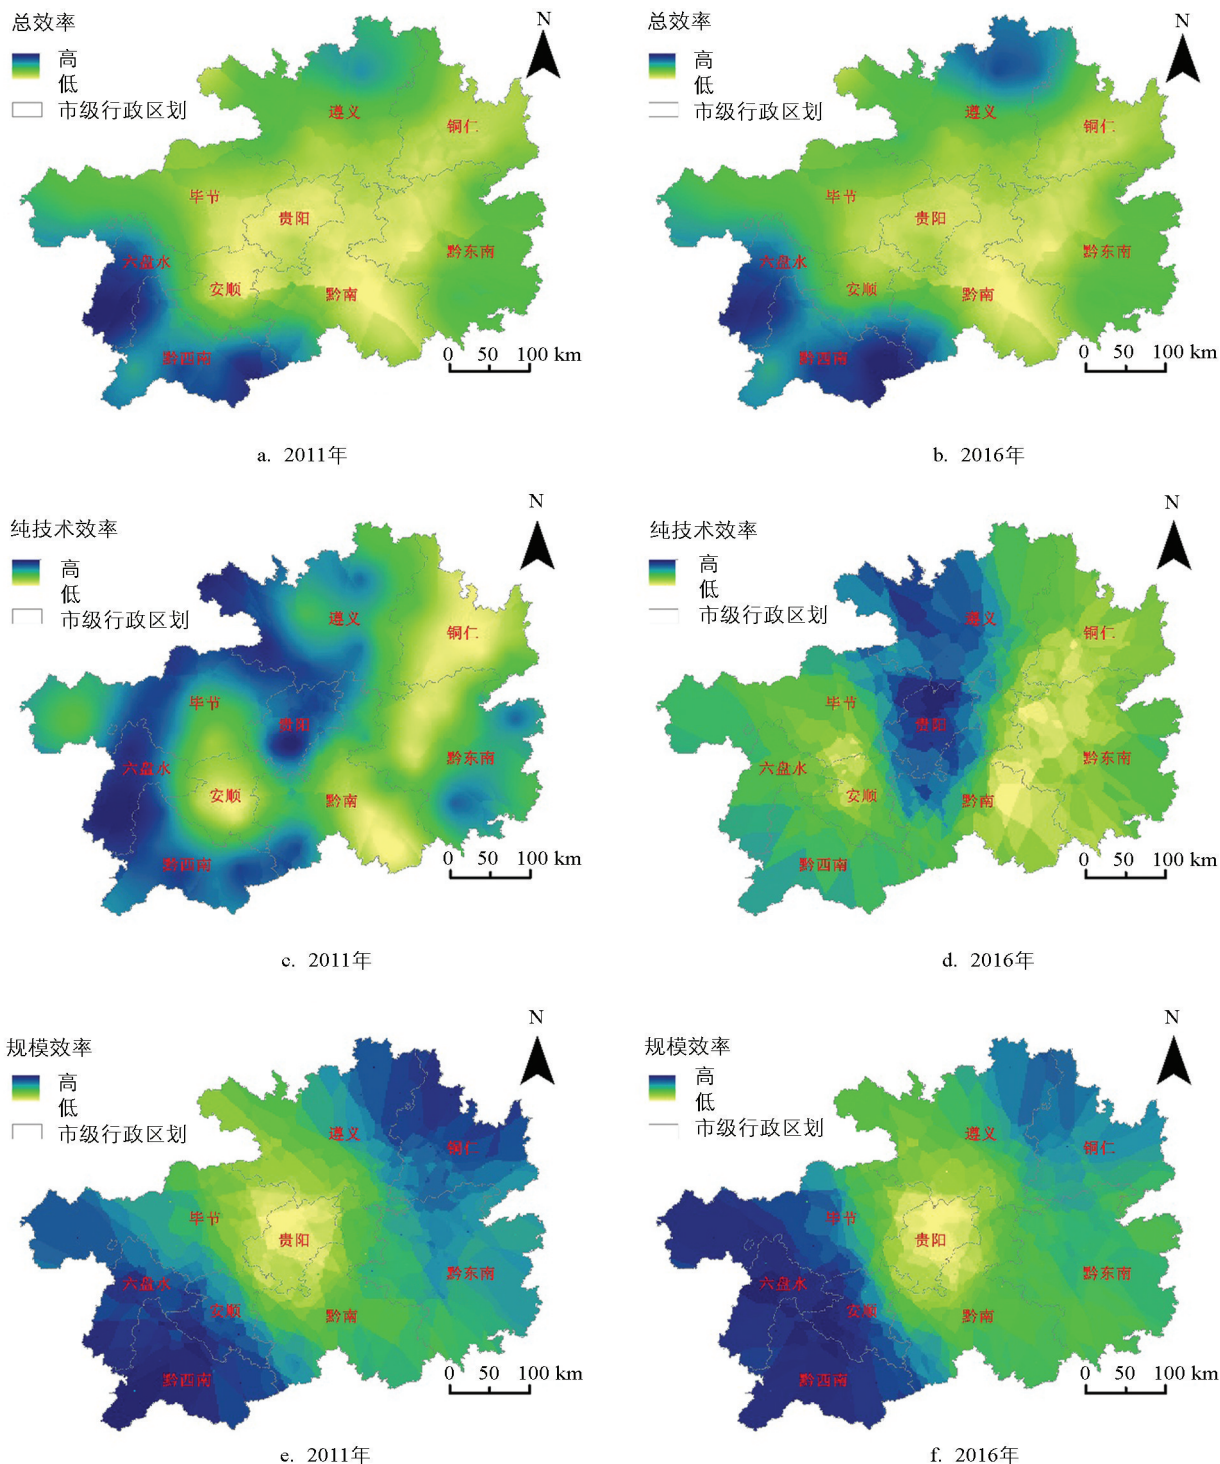 总效率
高
低
市级行政区划
N
遵义
铜仁
毕节
贵阳
六盘水
黔东南
安顺
黔南
黔西南
0 50 100 km
a. 2011年
总效率
高
低
市级行政区划
N
遵义
铜仁
毕节
贵阳
六盘水
黔东南
安顺
黔南
黔西南
0 50 100 km
b. 2016年
纯技术效率
高
低
市级行政区划
N
遵义
铜仁
毕节
贵阳
六盘水
黔东南
安顺
黔南
黔西南
0 50 100 km
c. 2011年
纯技术效率
高
低
市级行政区划
N
遵义
铜仁
毕节
贵阳
六盘水
黔东南
安顺
黔南
黔西南
0 50 100 km
d. 2016年
规模效率
高
低
市级行政区划
N
遵义
铜仁
毕节
贵阳
六盘水
黔东南
安顺
黔南
黔西南
0 50 100 km
e. 2011年
规模效率
高
低
市级行政区划
N
遵义
铜仁
毕节
贵阳
六盘水
黔东南
安顺
黔南
黔西南
0 50 100 km
f. 2016年